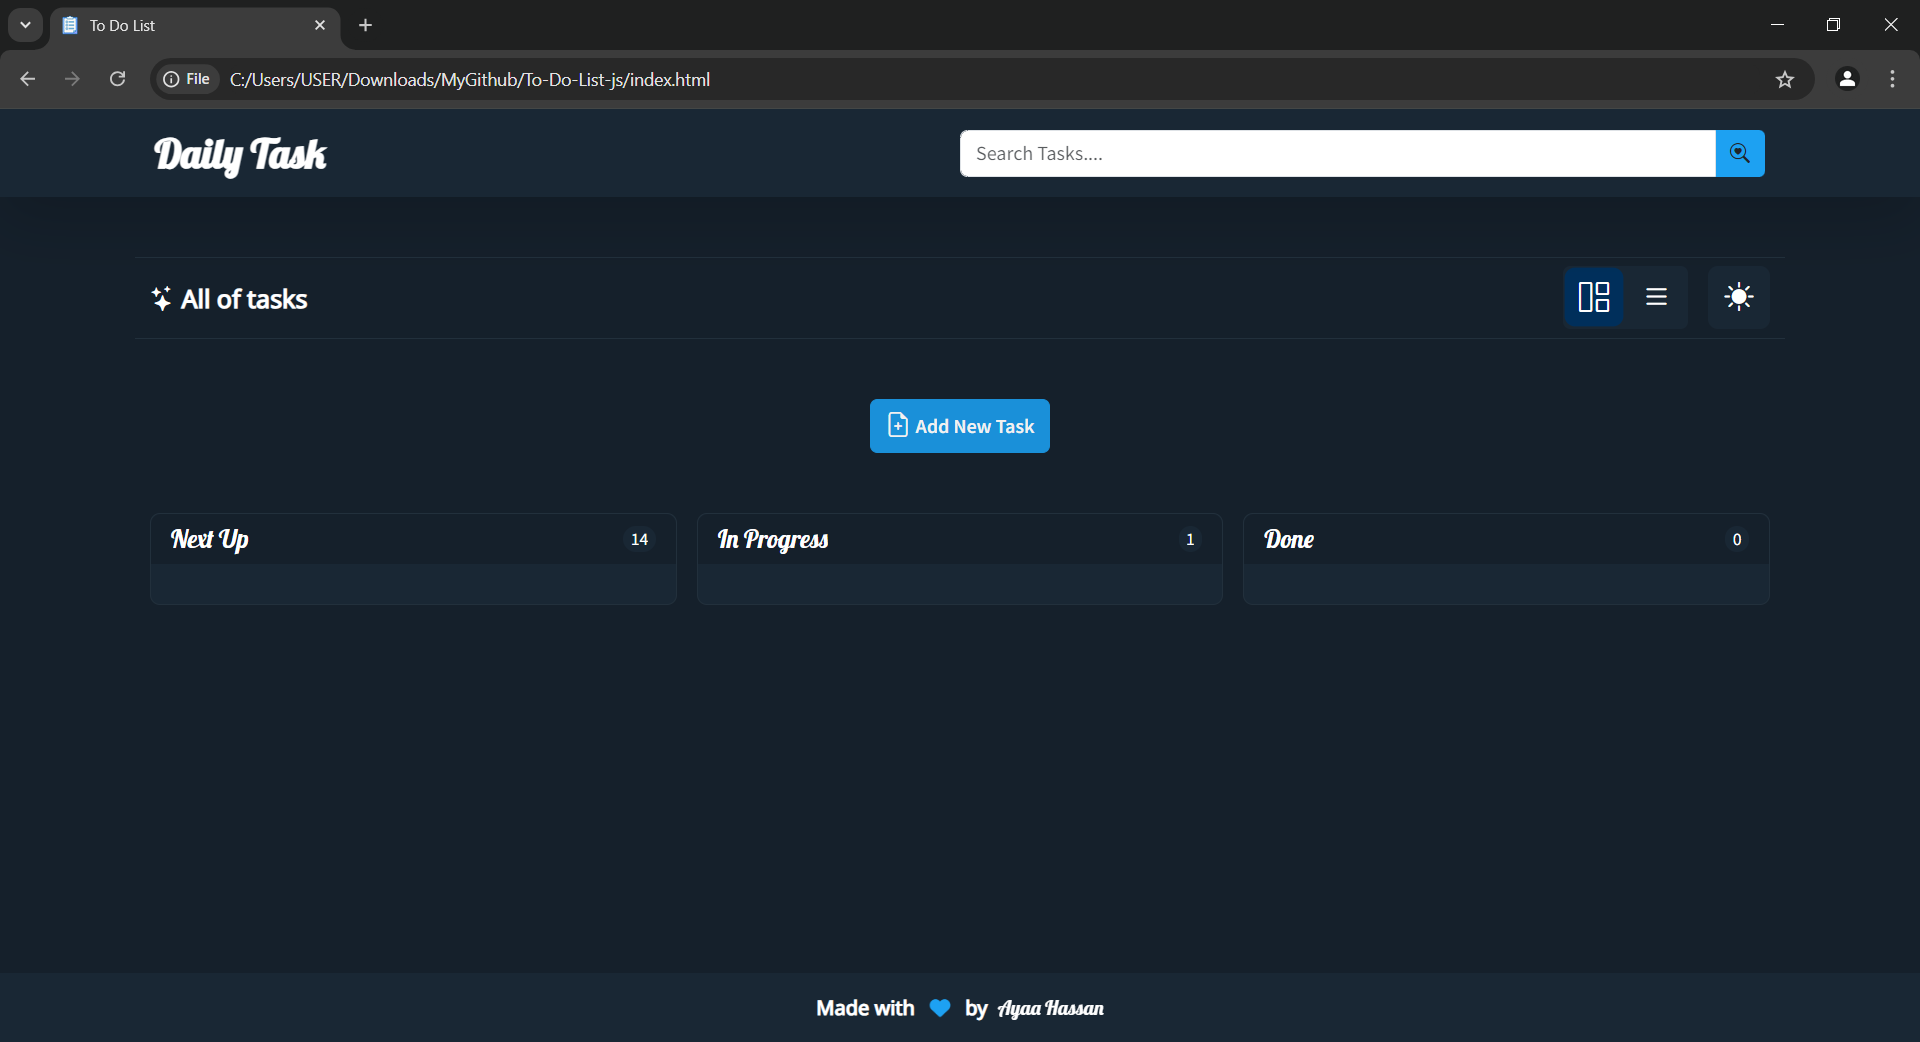 To Do List
File C:/Users/USER/Downloads/MyGithub/To-Do-List-js/index.html
Daily Task
Search Tasks....
All of tasks
Add New Task
Next Up 14
In Progress 1
Done 0
Made with by Ayaa Hassan